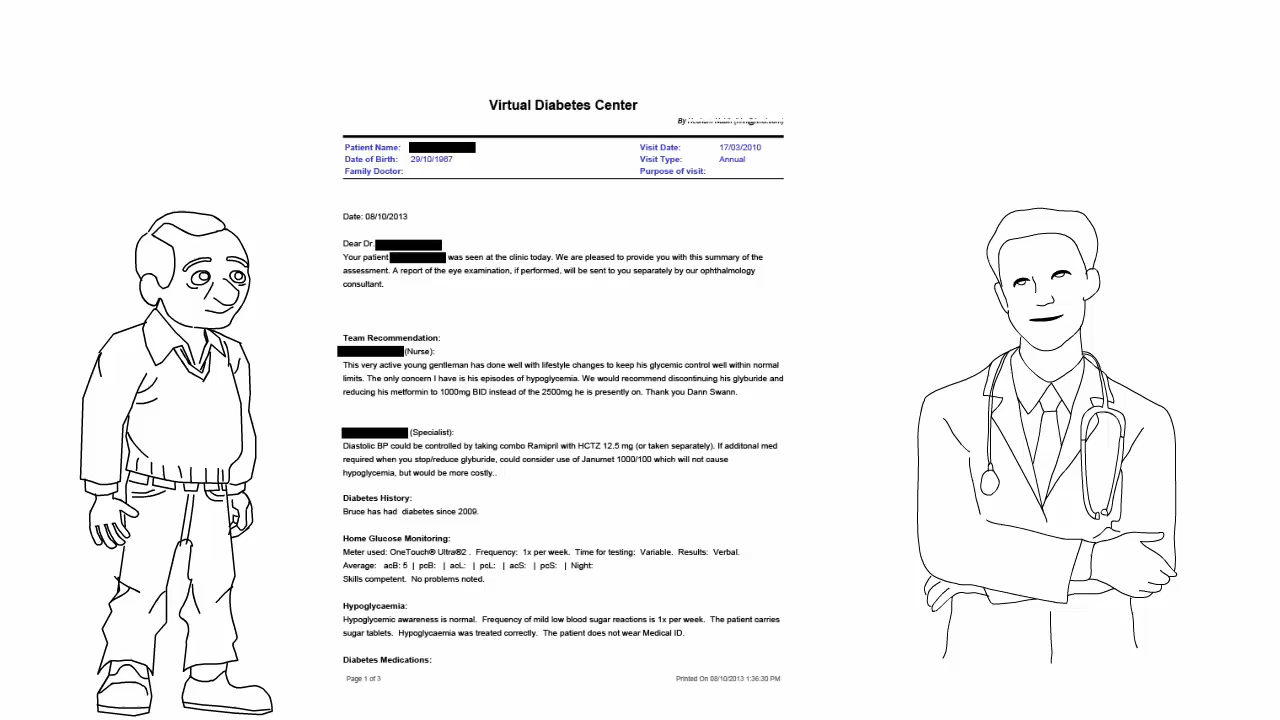 Virtual Diabetes Center
By
Patient Name:
Visit Date: 17/03/2010
Date of Birth: 29/10/1967
Visit Type: Annual
Family Doctor:
Purpose of visit:
Date: 08/10/2013
Dear Dr.
Your patient was seen at the clinic today. We are pleased to provide you with this summary of the
assessment. A report of the eye examination, if performed, will be sent to you separately by our ophthalmology
consultant.
Team Recommendation:
(Nurse):
This very active young gentleman has done well with lifestyle changes to keep his glycemic control well within normal
limits. The only concern I have is his episodes of hypoglycemia. We would recommend discontinuing his glyburide and
reducing his metformin to 1000mg BID instead of the 2500mg he is presently on. Thank you Dann Swann.
(Specialist):
Diastolic BP could be controlled by taking combo Ramipril with HCTZ 12.5 mg (or taken separately). If additonal med
required when you stop/reduce glyburide, could consider use of Janumet 1000/100 which will not cause
hypoglycemia, but would be more costly..
Diabetes History:
Bruce has had diabetes since 2009.
Home Glucose Monitoring:
Meter used: OneTouch® Ultra®2 . Frequency: 1x per week. Time for testing: Variable. Results: Verbal.
Average: acB: 5 | pcB: | acL: | pcL: | acS: | pcS: | Night:
Skills competent. No problems noted.
Hypoglycaemia:
Hypoglycemic awareness is normal. Frequency of mild low blood sugar reactions is 1x per week. The patient carries
sugar tablets. Hypoglycaemia was treated correctly. The patient does not wear Medical ID.
Diabetes Medications:
Page 1 of 3
Printed On 08/10/2013 1:36:30 PM